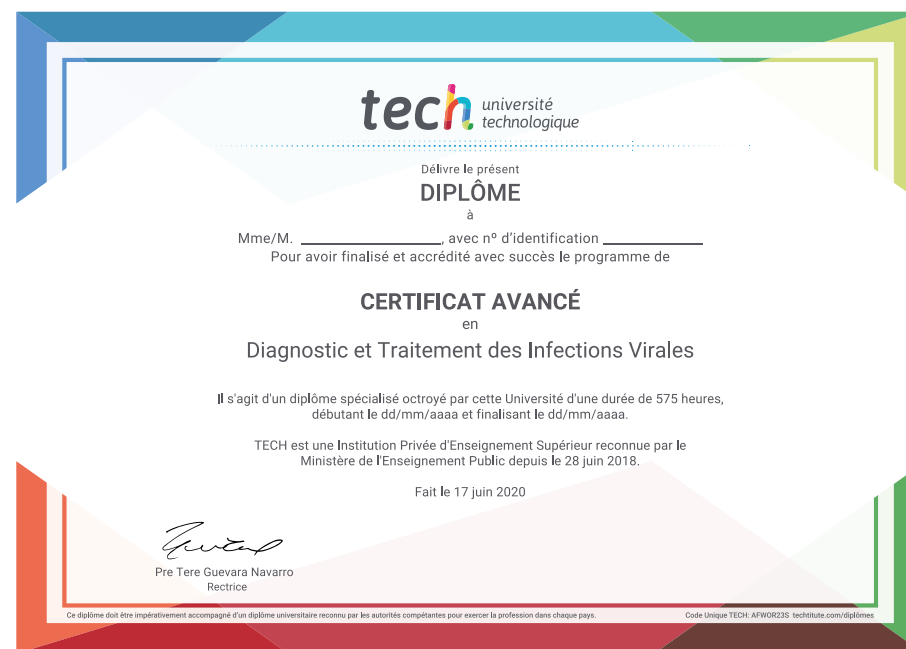 tech université
technologique
Délivre le présent
DIPLÔME
à
Mme/M. ____________________, avec nº d'identification ______________
Pour avoir finalisé et accrédité avec succès le programme de
CERTIFICAT AVANCÉ
en
Diagnostic et Traitement des Infections Virales
Il s'agit d'un diplôme spécialisé octroyé par cette Université d'une durée de 575 heures,
débutant le dd/mm/aaaa et finalisant le dd/mm/aaaa.
TECH est une Institution Privée d'Enseignement Supérieur reconnue par le
Ministère de l'Enseignement Public depuis le 28 juin 2018.
Fait le 17 juin 2020
Pre Tere Guevara Navarro
Rectrice
Ce diplôme doit être impérativement accompagné d'un diplôme universitaire reconnu par les autorités compétantes pour exercer la profession dans chaque pays.
Code Unique TECH: AFWOR23S techtitute.com/diplômes